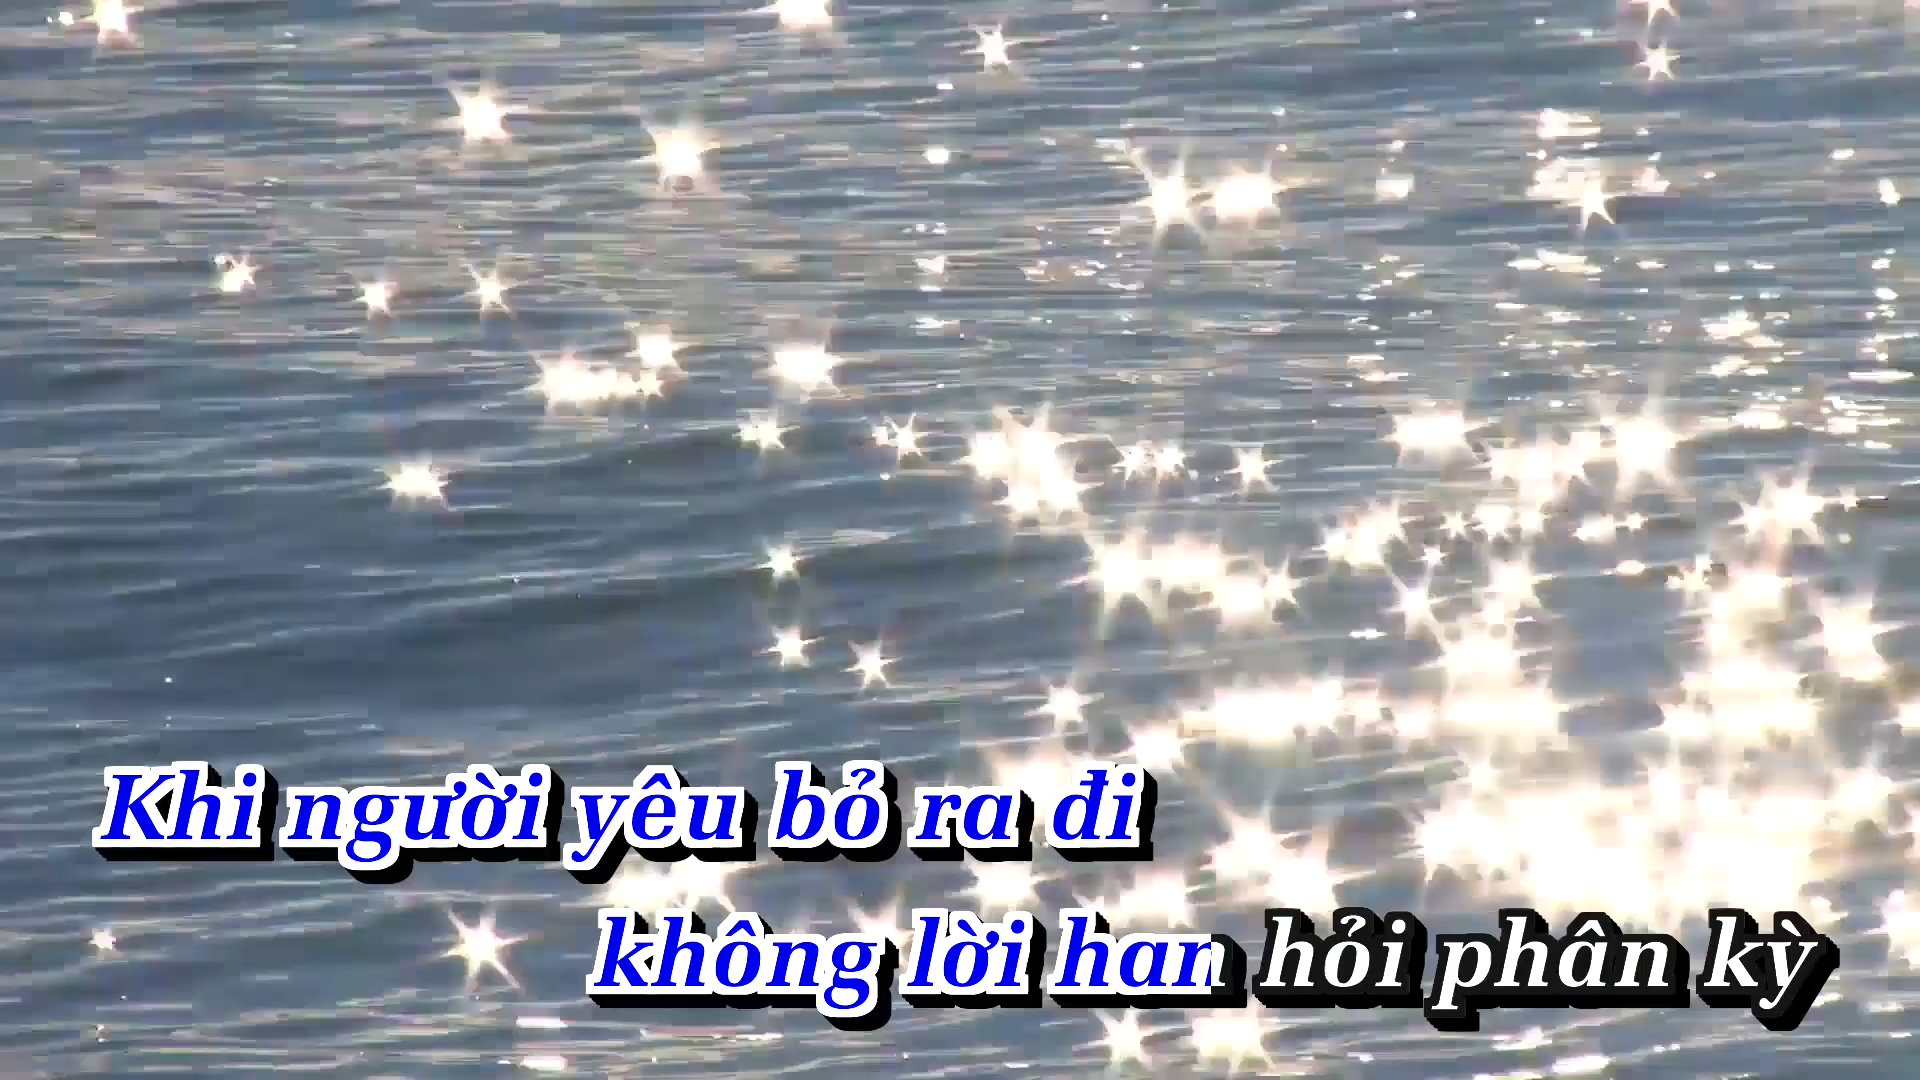 Khi người yêu bỏ ra đi
không lời han hỏi phân kỳ